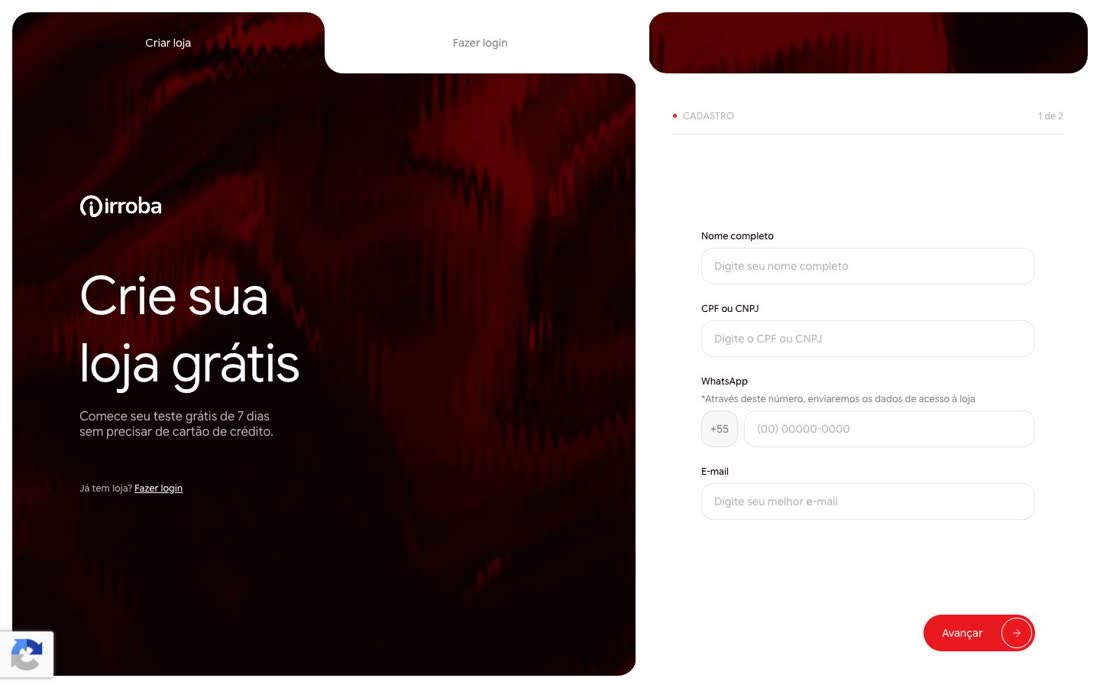 Criar loja
Fazer login
irroba
Crie sua
loja grátis
Comece seu teste grátis de 7 dias
sem precisar de cartão de crédito.
Já tem loja? Fazer login
CADASTRO
1 de 2
Nome completo
Digite seu nome completo
CPF ou CNPJ
Digite o CPF ou CNPJ
WhatsApp
*Através deste número, enviaremos os dados de acesso à loja
+55
(00) 00000-0000
E-mail
Digite seu melhor e-mail
Avançar